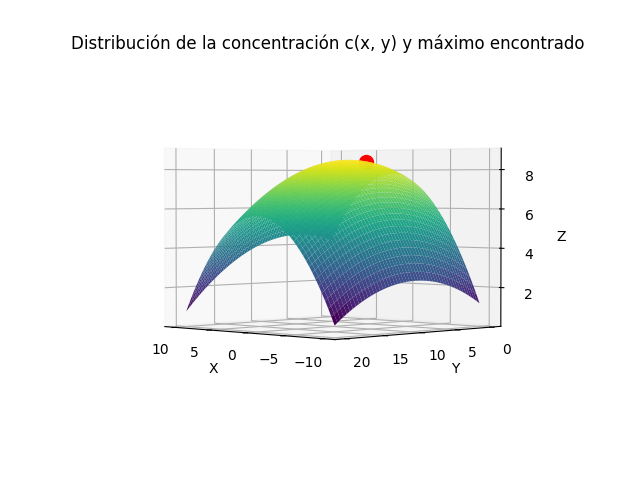 Distribución de la concentración c(x, y) y máximo encontrado
8
6
Z
4
2
10 5 0 −5 −10
X
20 15 10 5 0
Y